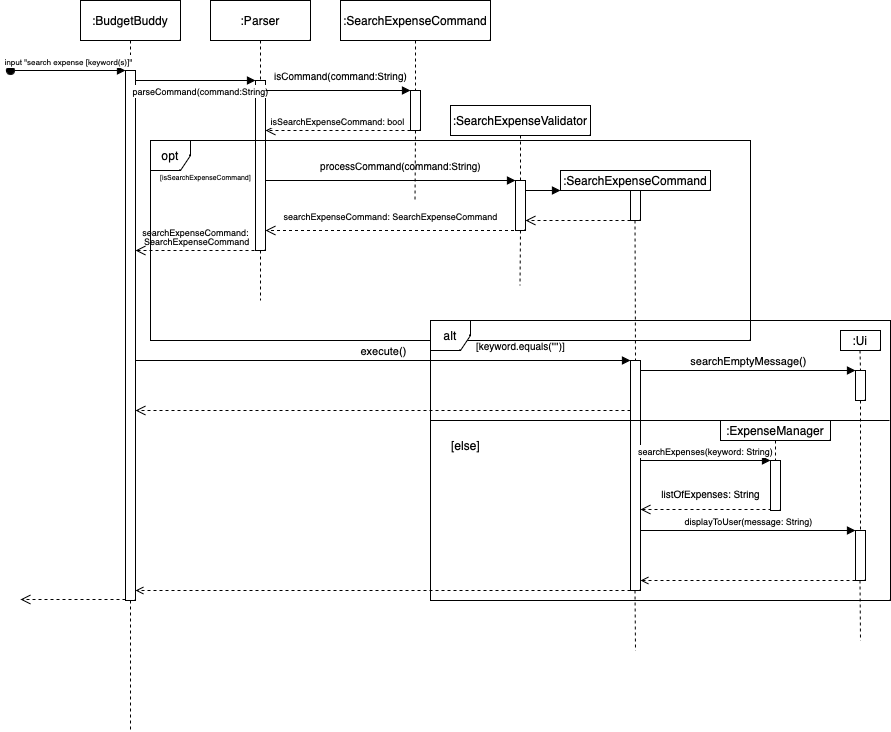 :BudgetBuddy
:Parser
:SearchExpenseCommand
input "search expense [keyword(s)]"
isCommand(command:String)
parseCommand(command:String)
isSearchExpenseCommand: bool
:SearchExpenseValidator
opt
processCommand(command:String)
[isSearchExpenseCommand]
:SearchExpenseCommand
searchExpenseCommand: SearchExpenseCommand
searchExpenseCommand:
SearchExpenseCommand
alt
[keyword.equals("")]
:Ui
execute()
searchEmptyMessage()
:ExpenseManager
[else]
searchExpenses(keyword: String)
listOfExpenses: String
displayToUser(message: String)